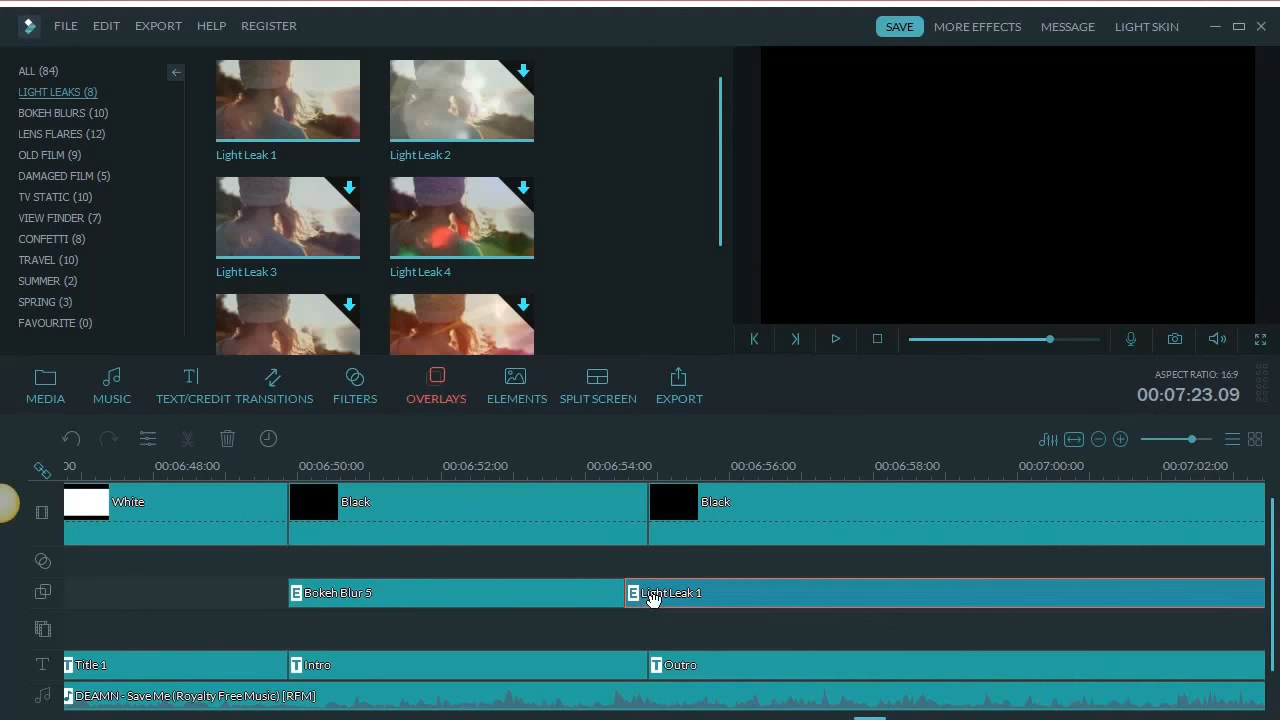 FILE EDIT EXPORT HELP REGISTER SAVE MORE EFFECTS MESSAGE LIGHT SKIN
ALL (84)
LIGHT LEAKS (8)
BOKEH BLURS (10)
LENS FLARES (12)
OLD FILM (9)
DAMAGED FILM (5)
TV STATIC (10)
VIEW FINDER (7)
CONFETTI (8)
TRAVEL (10)
SUMMER (2)
SPRING (3)
FAVOURITE (0)
Light Leak 1 Light Leak 2
Light Leak 3 Light Leak 4
MEDIA MUSIC TEXT/CREDIT TRANSITIONS FILTERS OVERLAYS ELEMENTS SPLIT SCREEN EXPORT
ASPECT RATIO: 16:9
00:07:23.09
00 00:06:48:00 00:06:50:00 00:06:52:00 00:06:54:00 00:06:56:00 00:06:58:00 00:07:00:00 00:07:02:00
White Black Black
E Bokeh Blur 5 E Light Leak 1
T Title 1 T Intro T Outro
DEAMN - Save Me (Royalty Free Music) [RFM]